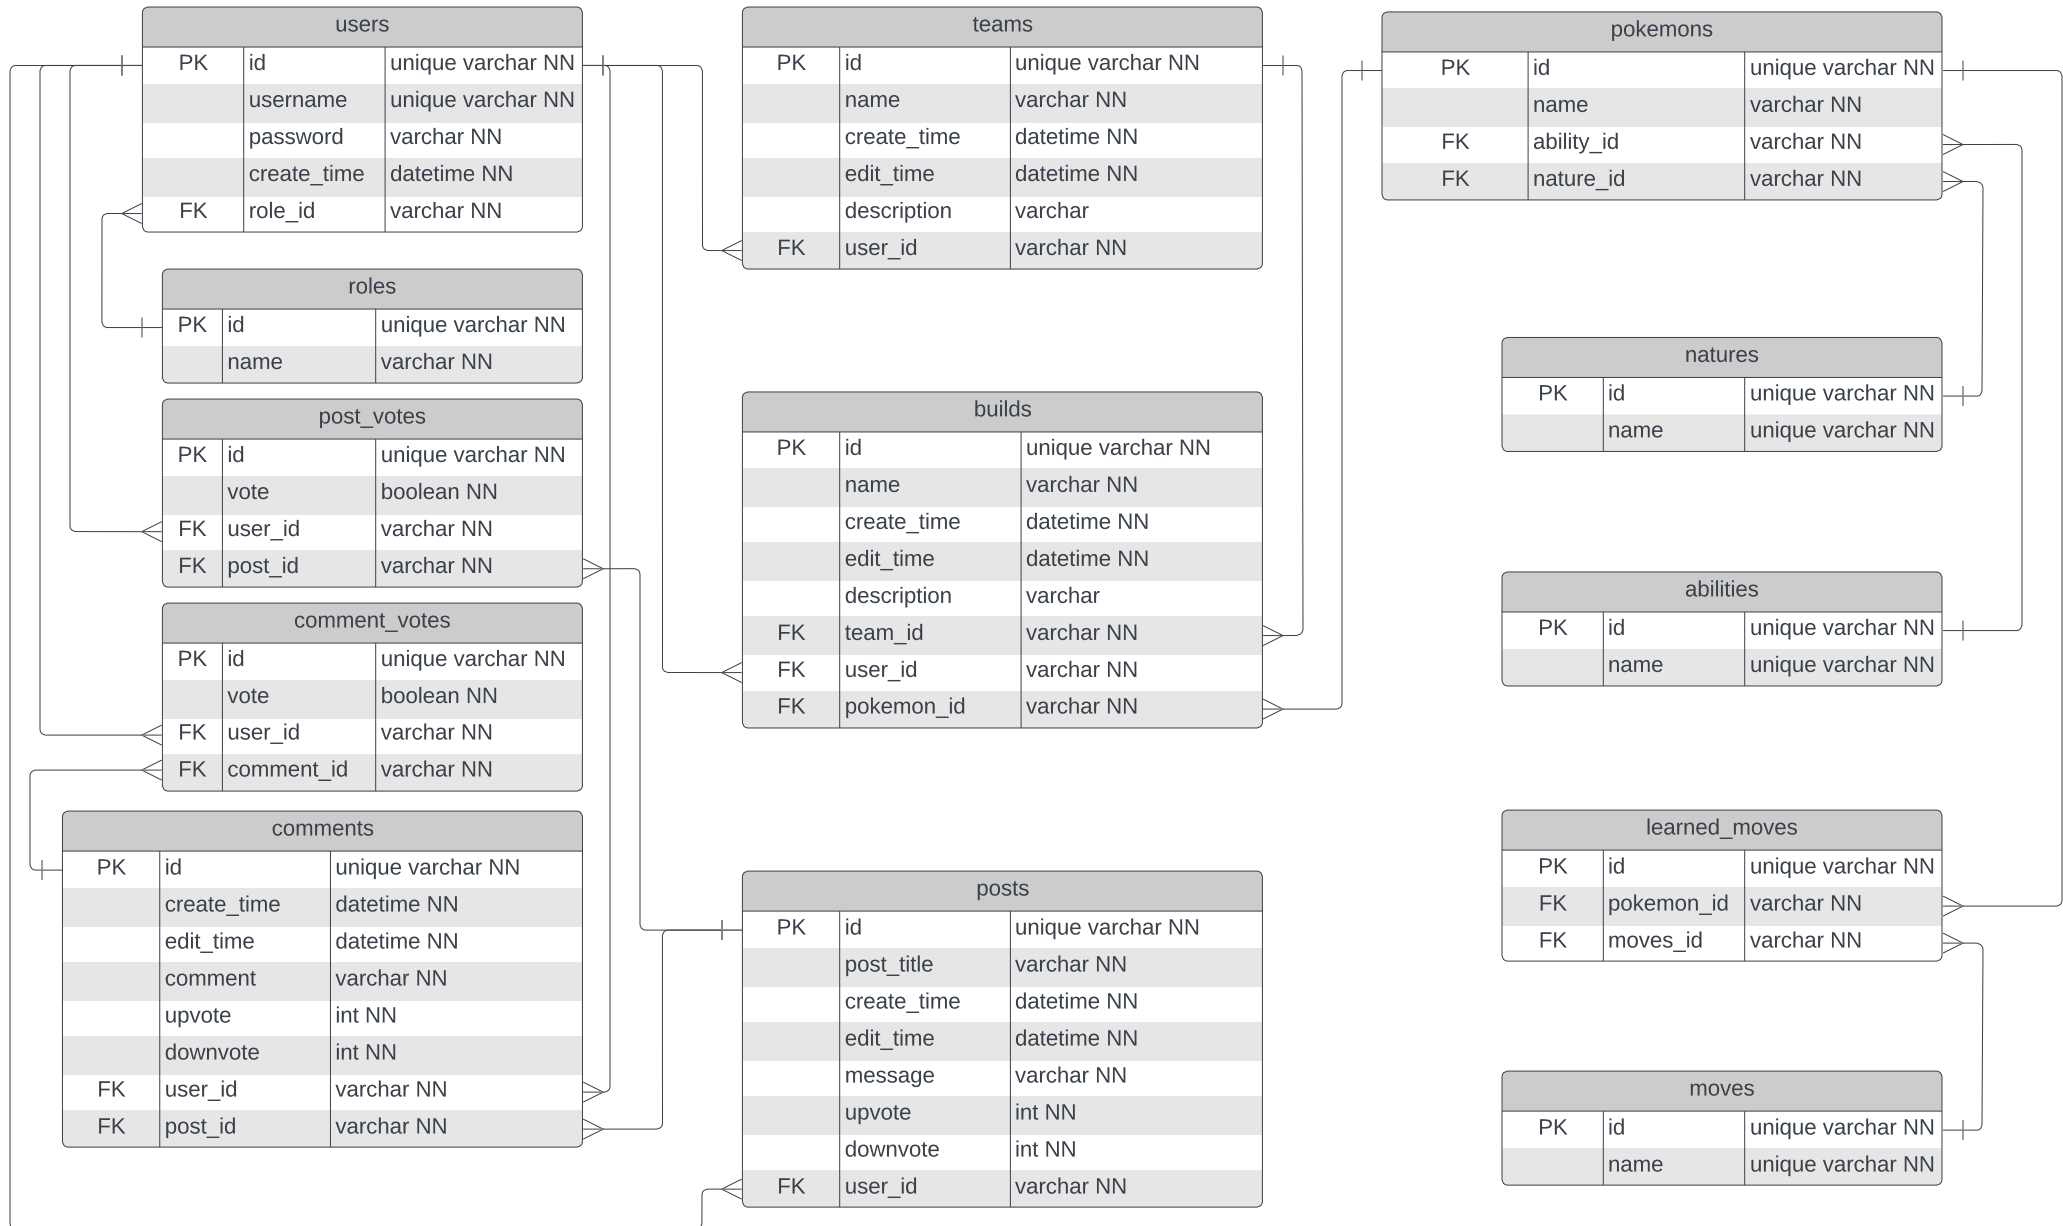 users
PK id unique varchar NN
username unique varchar NN
password varchar NN
create_time datetime NN
FK role_id varchar NN
roles
PK id unique varchar NN
name varchar NN
post_votes
PK id unique varchar NN
vote boolean NN
FK user_id varchar NN
FK post_id varchar NN
comment_votes
PK id unique varchar NN
vote boolean NN
FK user_id varchar NN
FK comment_id varchar NN
comments
PK id unique varchar NN
create_time datetime NN
edit_time datetime NN
comment varchar NN
upvote int NN
downvote int NN
FK user_id varchar NN
FK post_id varchar NN
teams
PK id unique varchar NN
name varchar NN
create_time datetime NN
edit_time datetime NN
description varchar
FK user_id varchar NN
builds
PK id unique varchar NN
name varchar NN
create_time datetime NN
edit_time datetime NN
description varchar
FK team_id varchar NN
FK user_id varchar NN
FK pokemon_id varchar NN
posts
PK id unique varchar NN
post_title varchar NN
create_time datetime NN
edit_time datetime NN
message varchar NN
upvote int NN
downvote int NN
FK user_id varchar NN
pokemons
PK id unique varchar NN
name varchar NN
FK ability_id varchar NN
FK nature_id varchar NN
natures
PK id unique varchar NN
name unique varchar NN
abilities
PK id unique varchar NN
name unique varchar NN
learned_moves
PK id unique varchar NN
FK pokemon_id varchar NN
FK moves_id varchar NN
moves
PK id unique varchar NN
name unique varchar NN